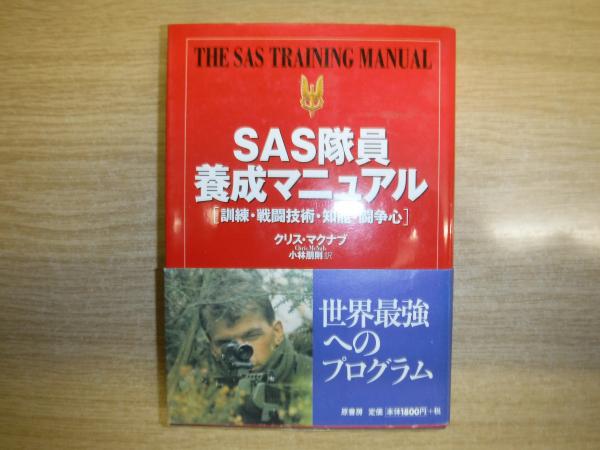 THE SAS TRAINING MANUAL
SAS隊員
養成マニュアル
[訓練・戦闘技術・知能・闘争心]
クリス・マクナブ
Chris McNab
小林朋則 訳
世界最強
への
プログラム
原書房 定価 本体1800円+税